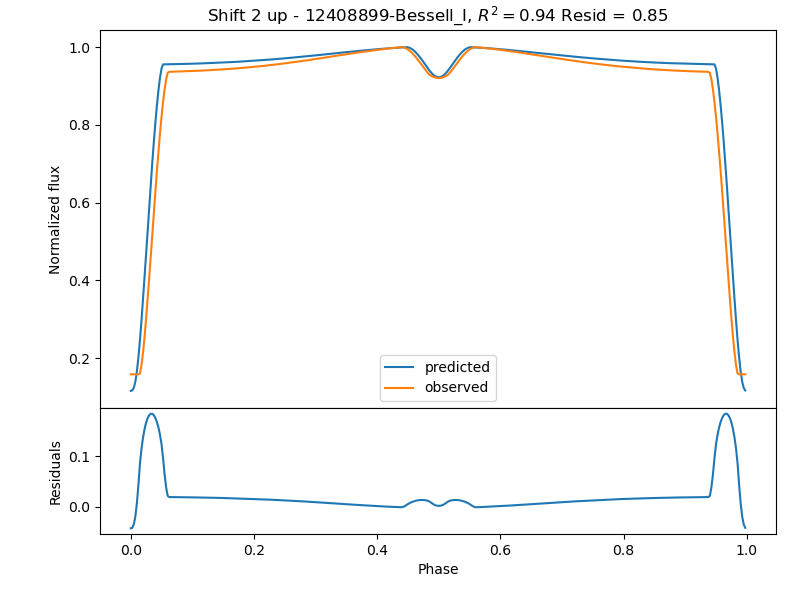 Shift 2 up - 12408899-Bessell_I, R² = 0.94 Resid = 0.85
Normalized flux
1.0
0.8
0.6
0.4
0.2
predicted
observed
Residuals
0.1
0.0
0.0 0.2 0.4 0.6 0.8 1.0
Phase